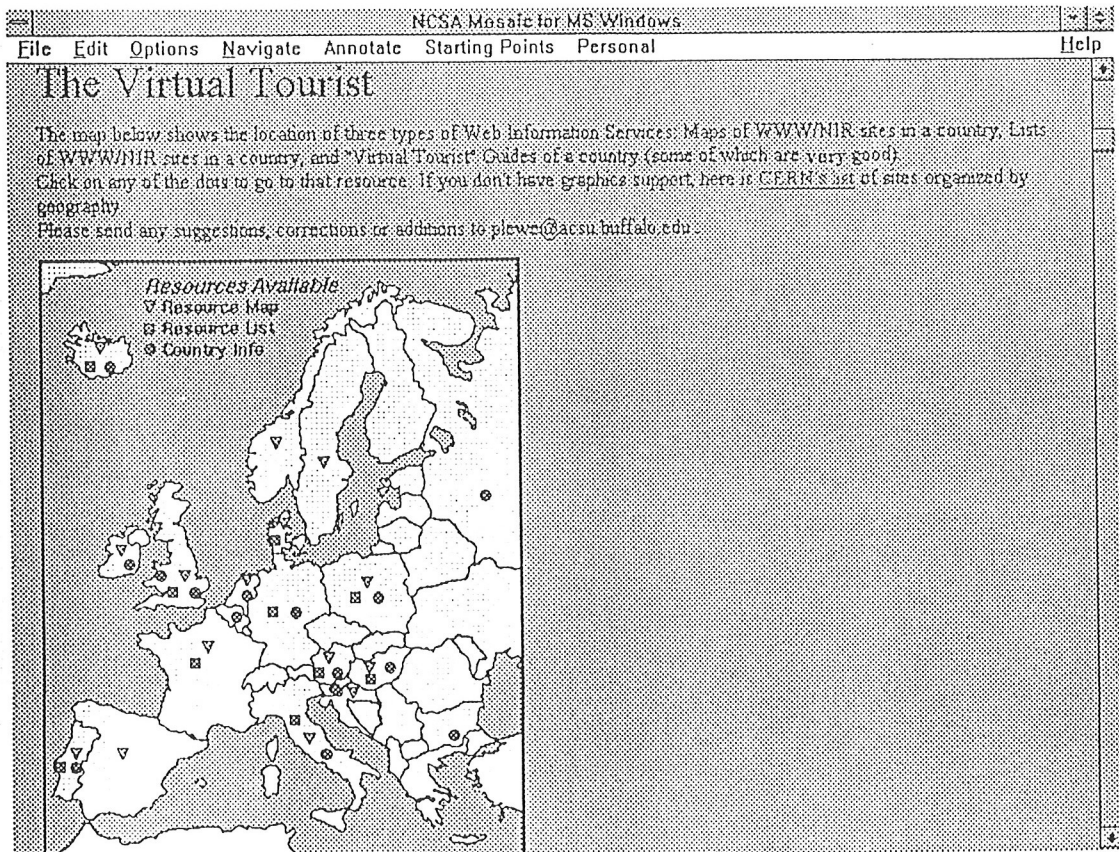 NCSA Mosaic for MS Windows
File Edit Options Navigate Annotate Starting Points Personal Help
The Virtual Tourist
The map below shows the location of three types of Web Information Services: Maps of WWW/NIR sites in a country, Lists
of WWW/NIR sites in a country, and "Virtual Tourist" Guides of a country (some of which are very good).
Click on any of the dots to go to that resource. If you don't have graphics support, here is CERN's list of sites organized by
geography.
Please send any suggestions, corrections or additions to plewe@acsu.buffalo.edu .
Resources Available
Resource Map
Resource List
Country Info